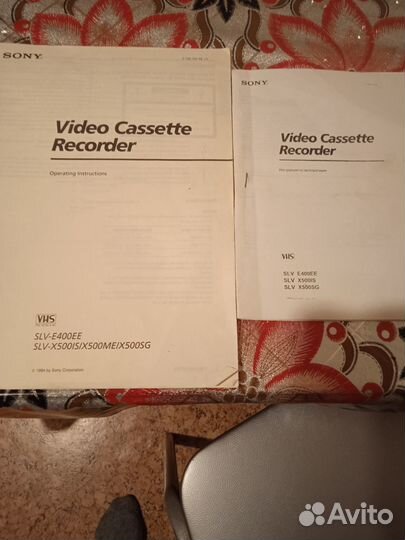 SONY
Video Cassette
Recorder
Operating Instructions
VHS
SLV-E400EE
SLV-X500IS/X500ME/X500SG
© 1994 by Sony Corporation
SONY
Video Cassette
Recorder
VHS
SLV E400EE
SLV X500IS
SLV X500SG
Avito